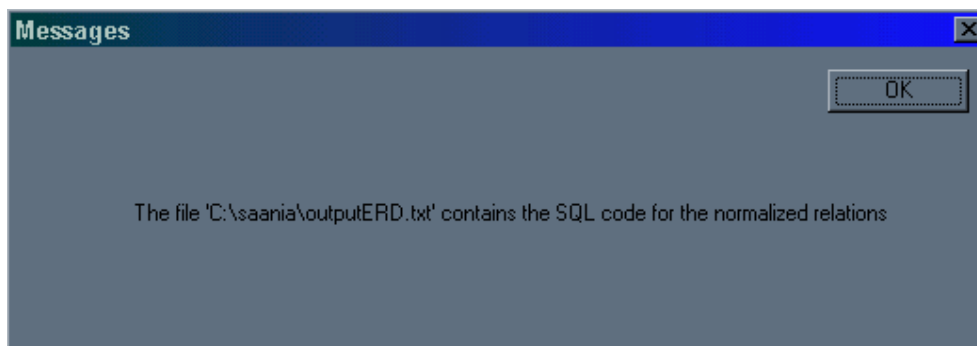 Messages
OK
The file 'C:\saania\outputERD.txt' contains the SQL code for the normalized relations